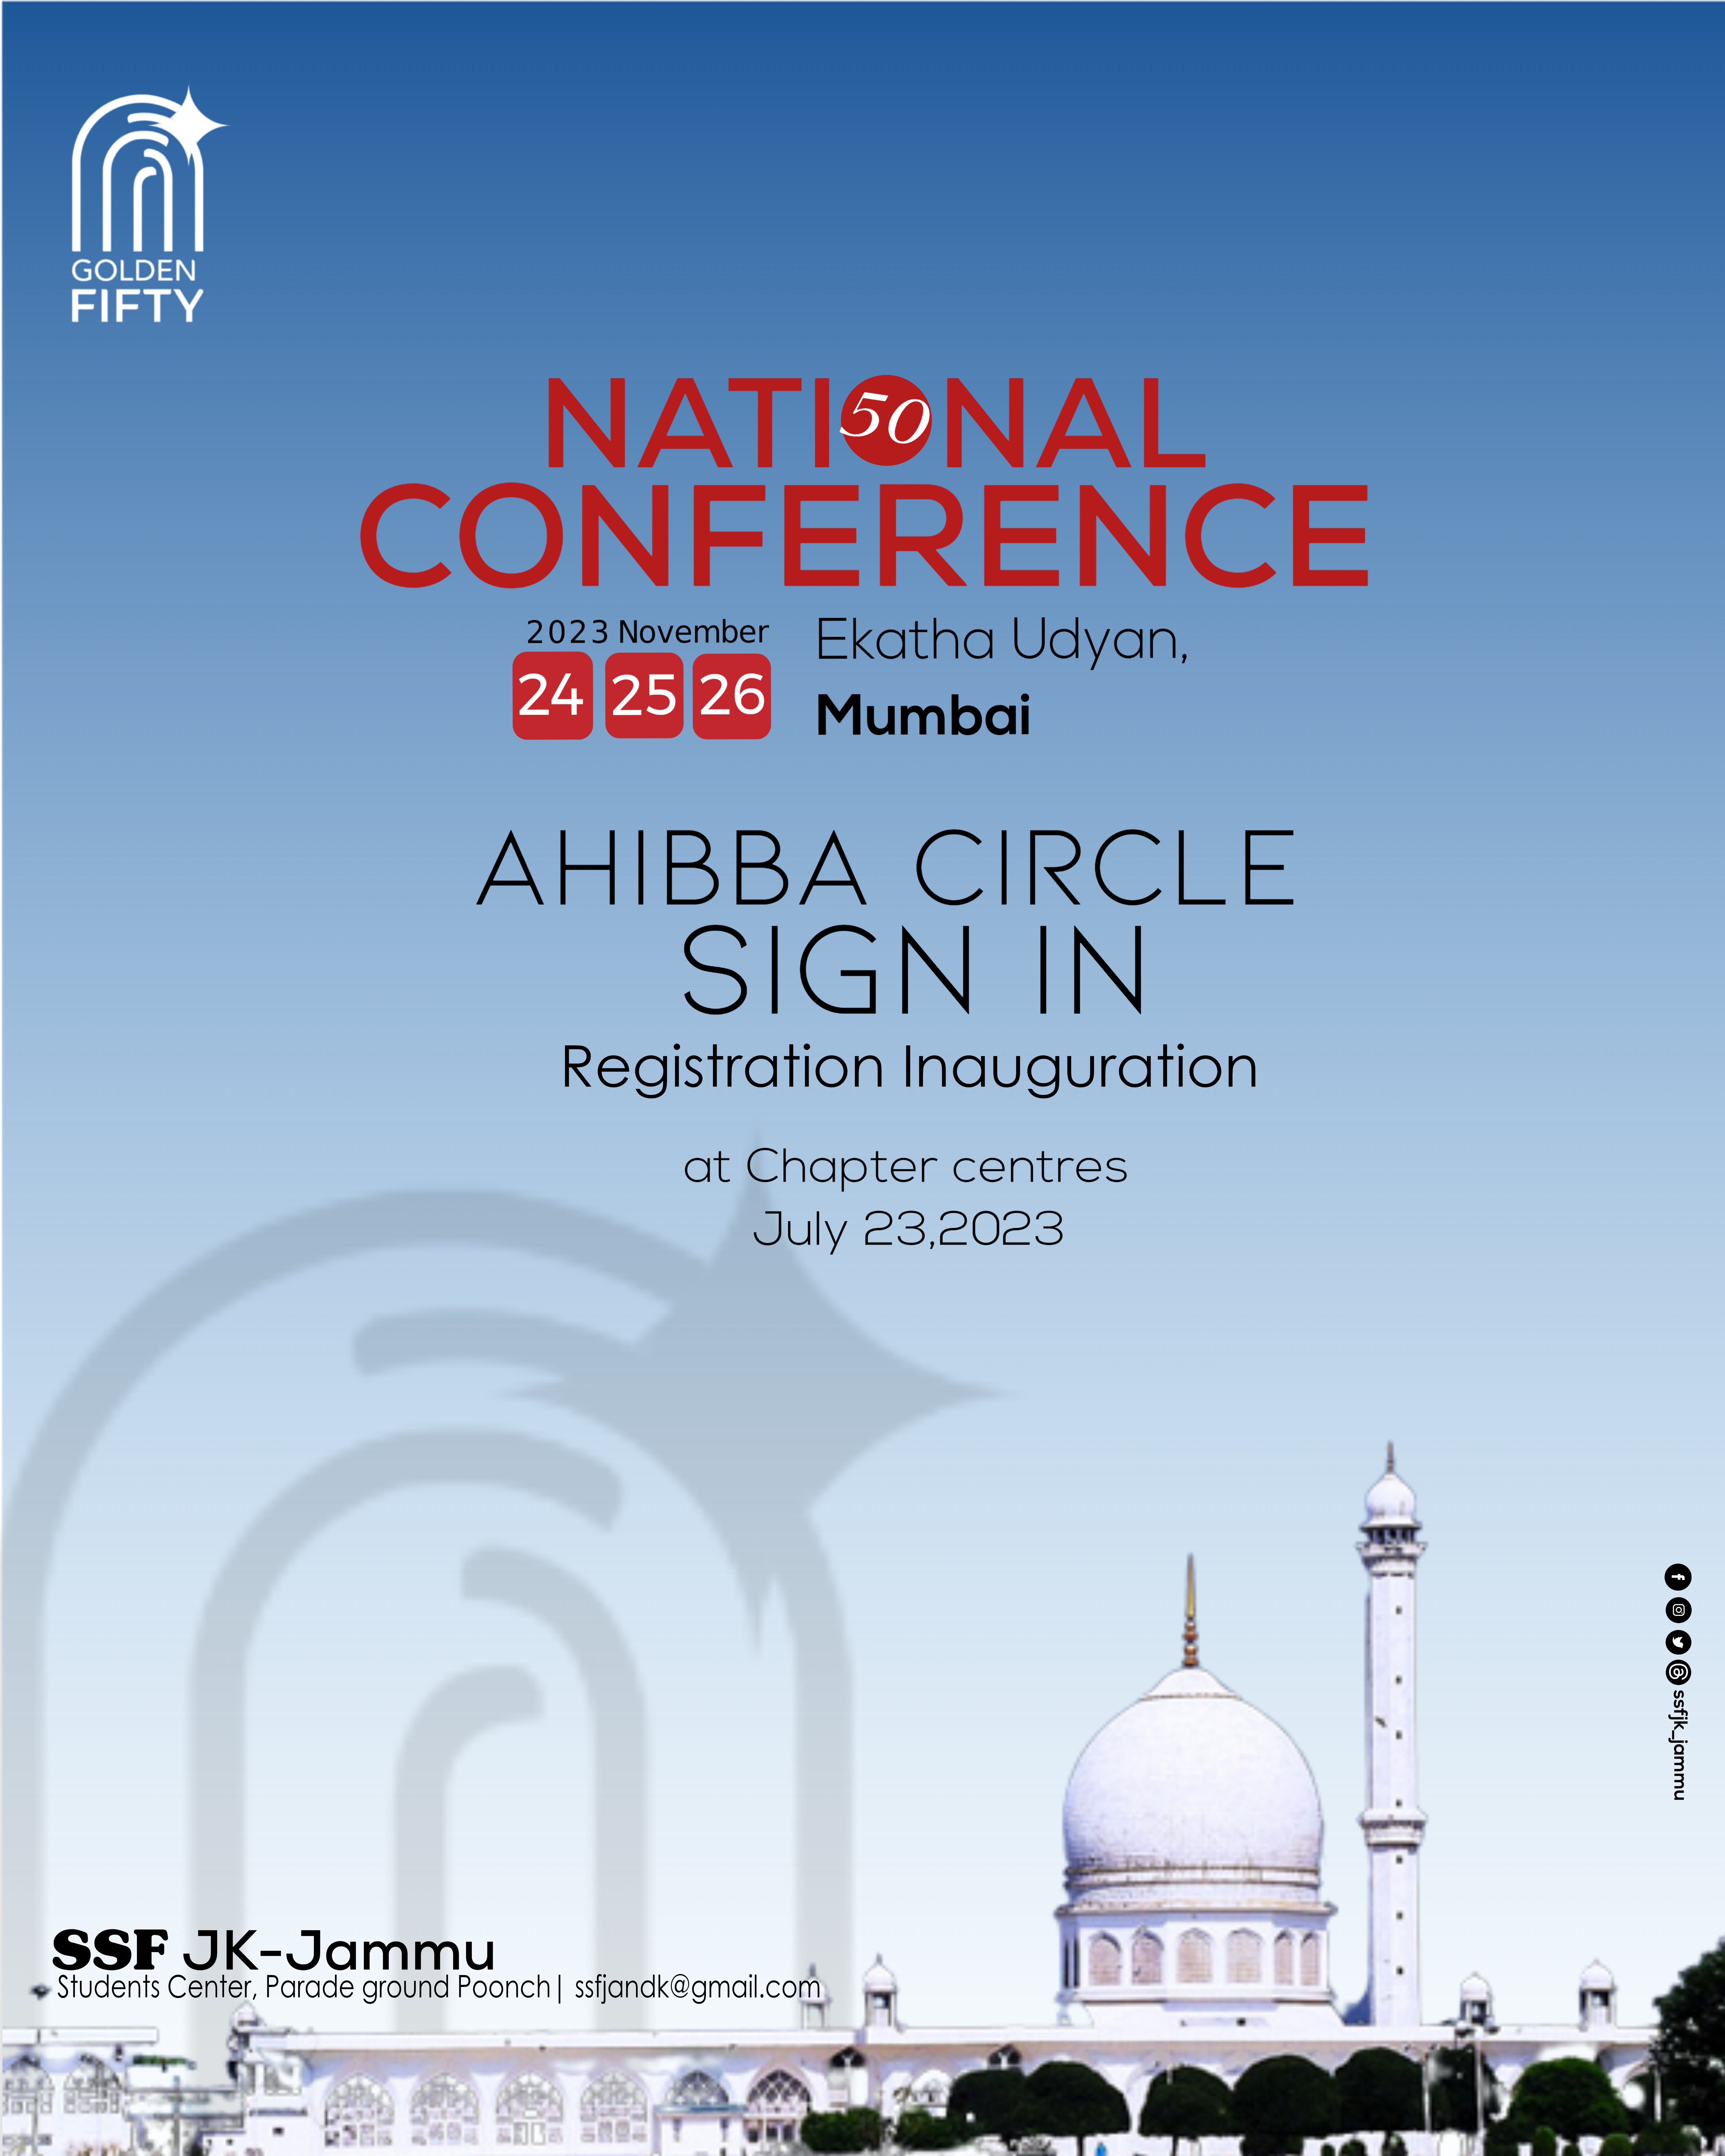 GOLDEN
FIFTY
NATI50NAL
CONFERENCE
2023 November
24 25 26
Ekatha Udyan,
Mumbai
AHIBBA CIRCLE
SIGN IN
Registration Inauguration
at Chapter centres
July 23,2023
ssfjk_jammu
SSF JK-Jammu
Students Center, Parade ground Poonch| ssfjandk@gmail.com